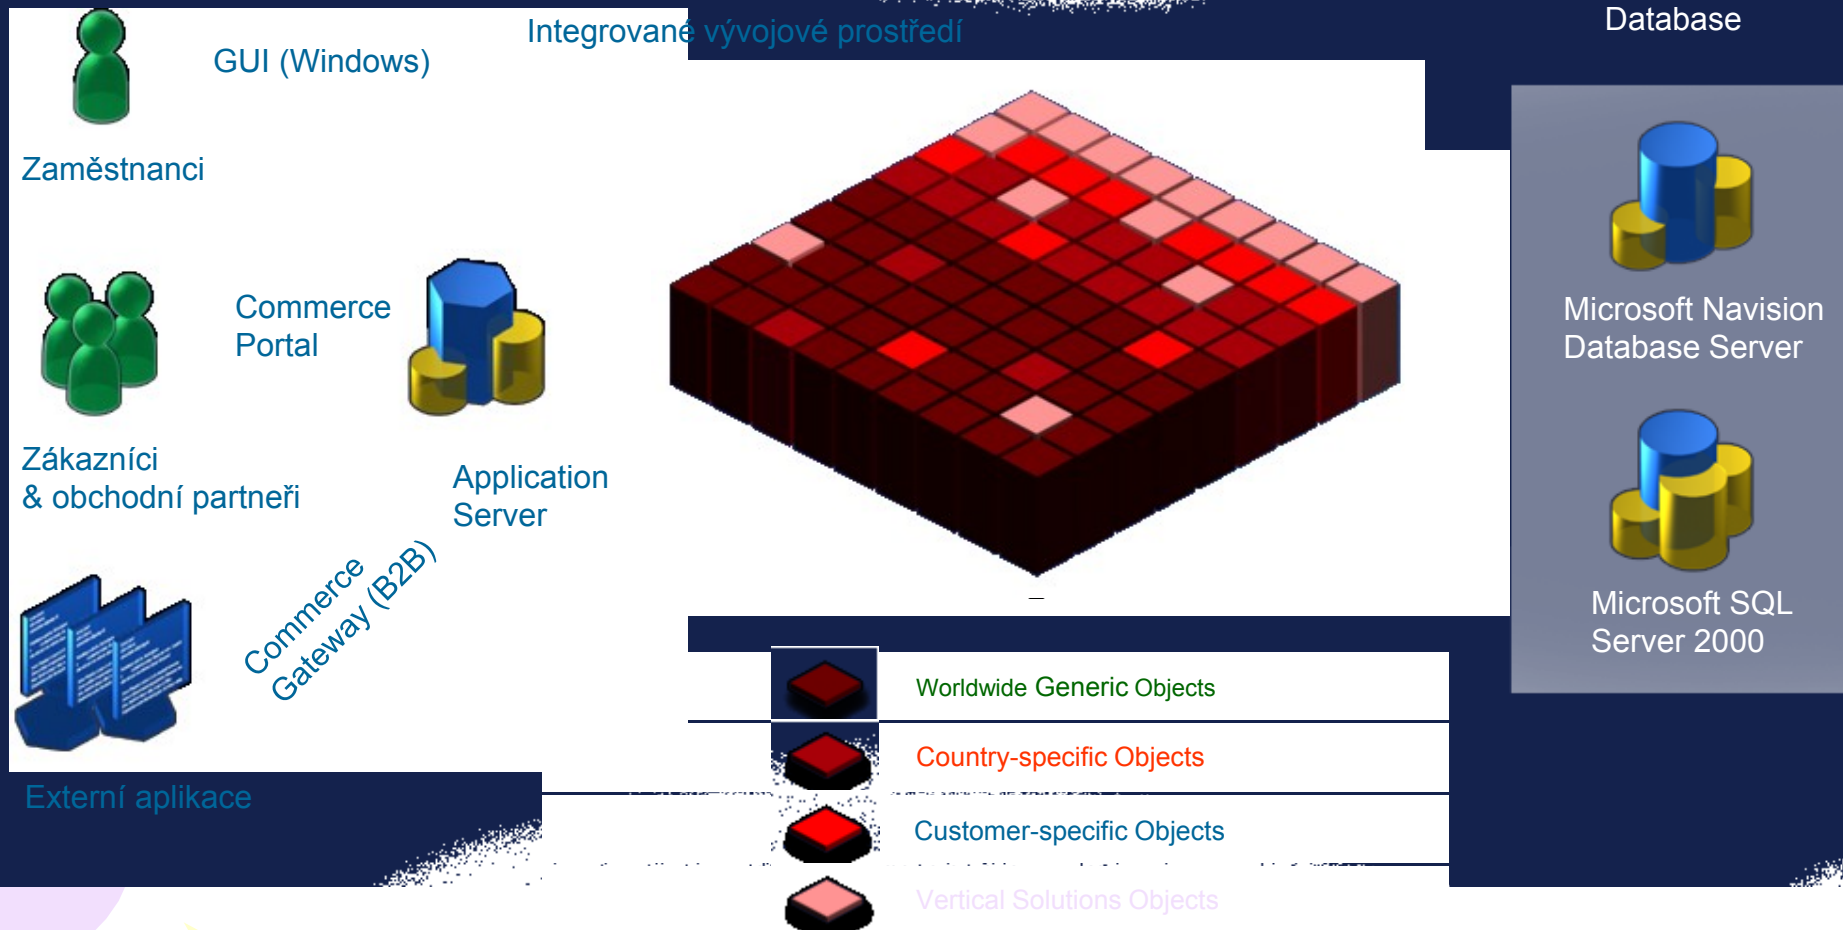 Integrované vývojové prostředí
Database
GUI (Windows)
Zaměstnanci
Commerce
Portal
Microsoft Navision
Database Server
Zákazníci
& obchodní partneři
Application
Server
Commerce
Gateway (B2B)
Microsoft SQL
Server 2000
Externí aplikace
Worldwide Generic Objects
Country-specific Objects
Customer-specific Objects
Vertical Solutions Objects